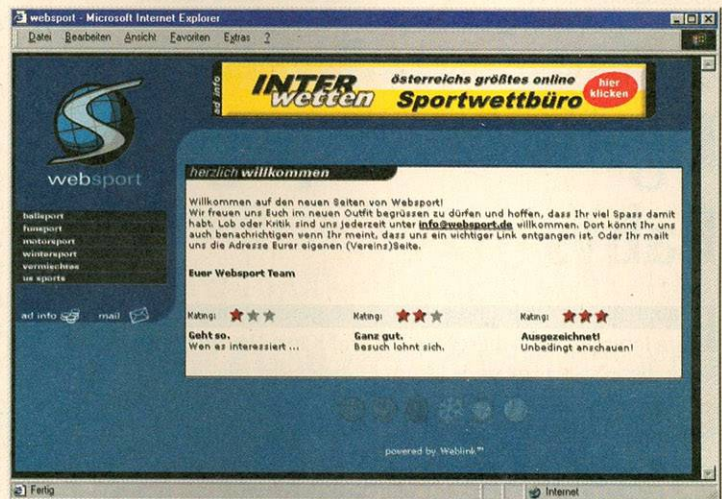 websport - Microsoft Internet Explorer
Datei Bearbeiten Ansicht Favoriten Extras ?
ad info
INTER wetten
österreichs größtes online
Sportwettbüro
hier klicken
websport
herzlich willkommen
Willkommen auf den neuen Seiten von Websport!
Wir freuen uns Euch im neuen Outfit begrüssen zu dürfen und hoffen, dass Ihr viel Spass damit
habt. Lob oder Kritik sind uns jederzeit unter info@websport.de willkommen. Dort könnt Ihr uns
auch benachrichtigen wenn Ihr meint, dass uns ein wichtiger Link entgangen ist. Oder Ihr mailt
uns die Adresse Eurer eigenen (Vereins)Seite.
Euer Websport Team
ballsport
funsport
motorsport
wintersport
vermischtes
us sports
ad info mail
Rating: Rating: Rating:
Geht so. Ganz gut. Ausgezeichnet!
Wen es interessiert ... Besuch lohnt sich. Unbedingt anschauen!
powered by Weblink™
Fertig Internet